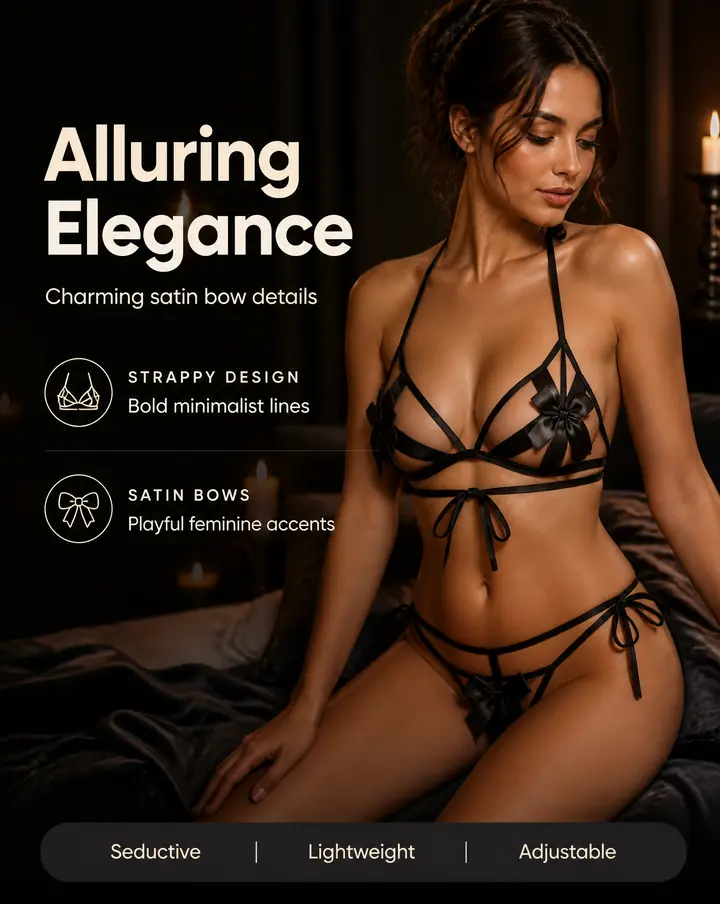 Alluring
Elegance
Charming satin bow details
STRAPPY DESIGN
Bold minimalist lines
SATIN BOWS
Playful feminine accents
Seductive | Lightweight | Adjustable